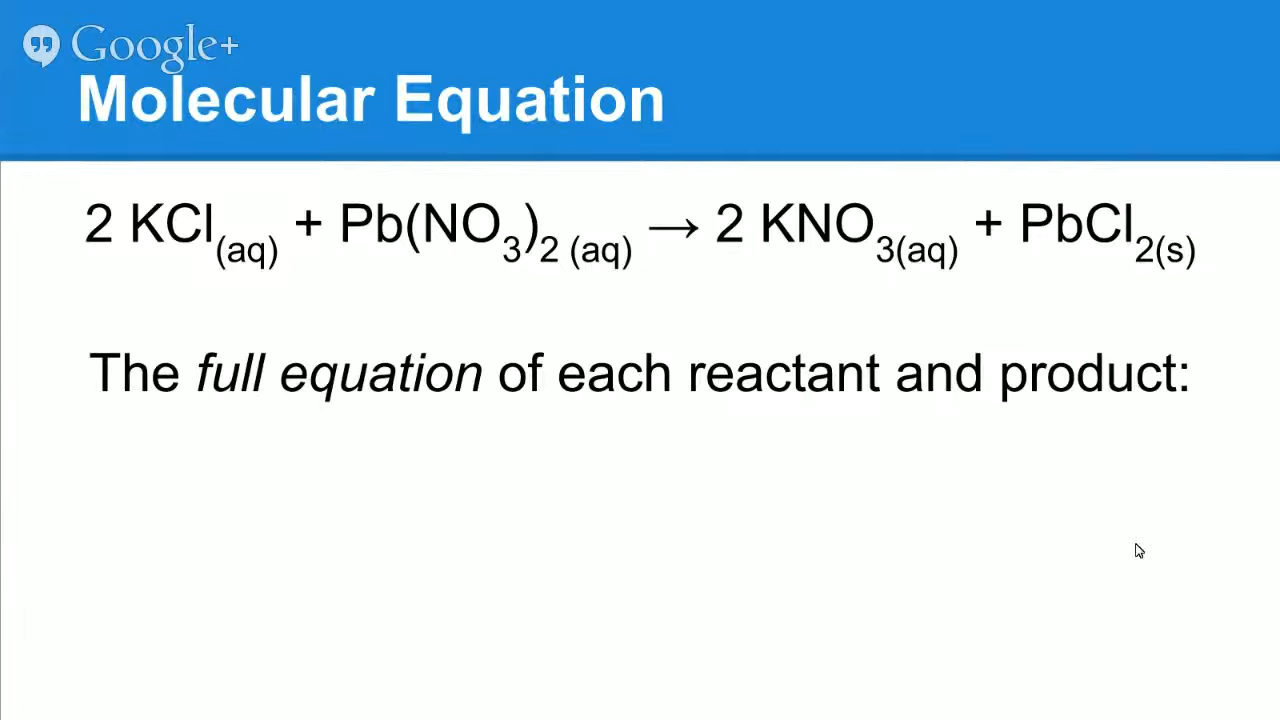 Google+
Molecular Equation
2 KCl(aq) + Pb(NO3)2 (aq) → 2 KNO3(aq) + PbCl2(s)
The full equation of each reactant and product: